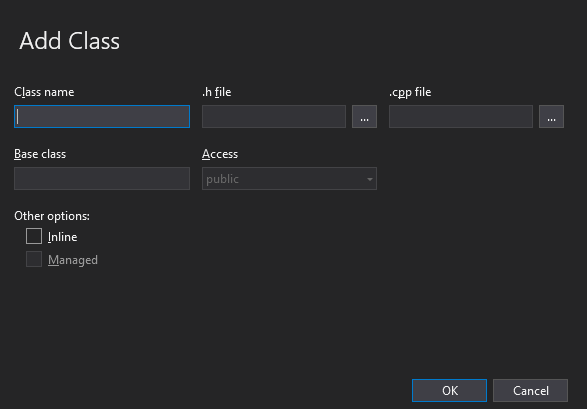 Add Class
Class name .h file .cpp file
... ...
Base class Access
public
Other options:
Inline
Managed
OK Cancel